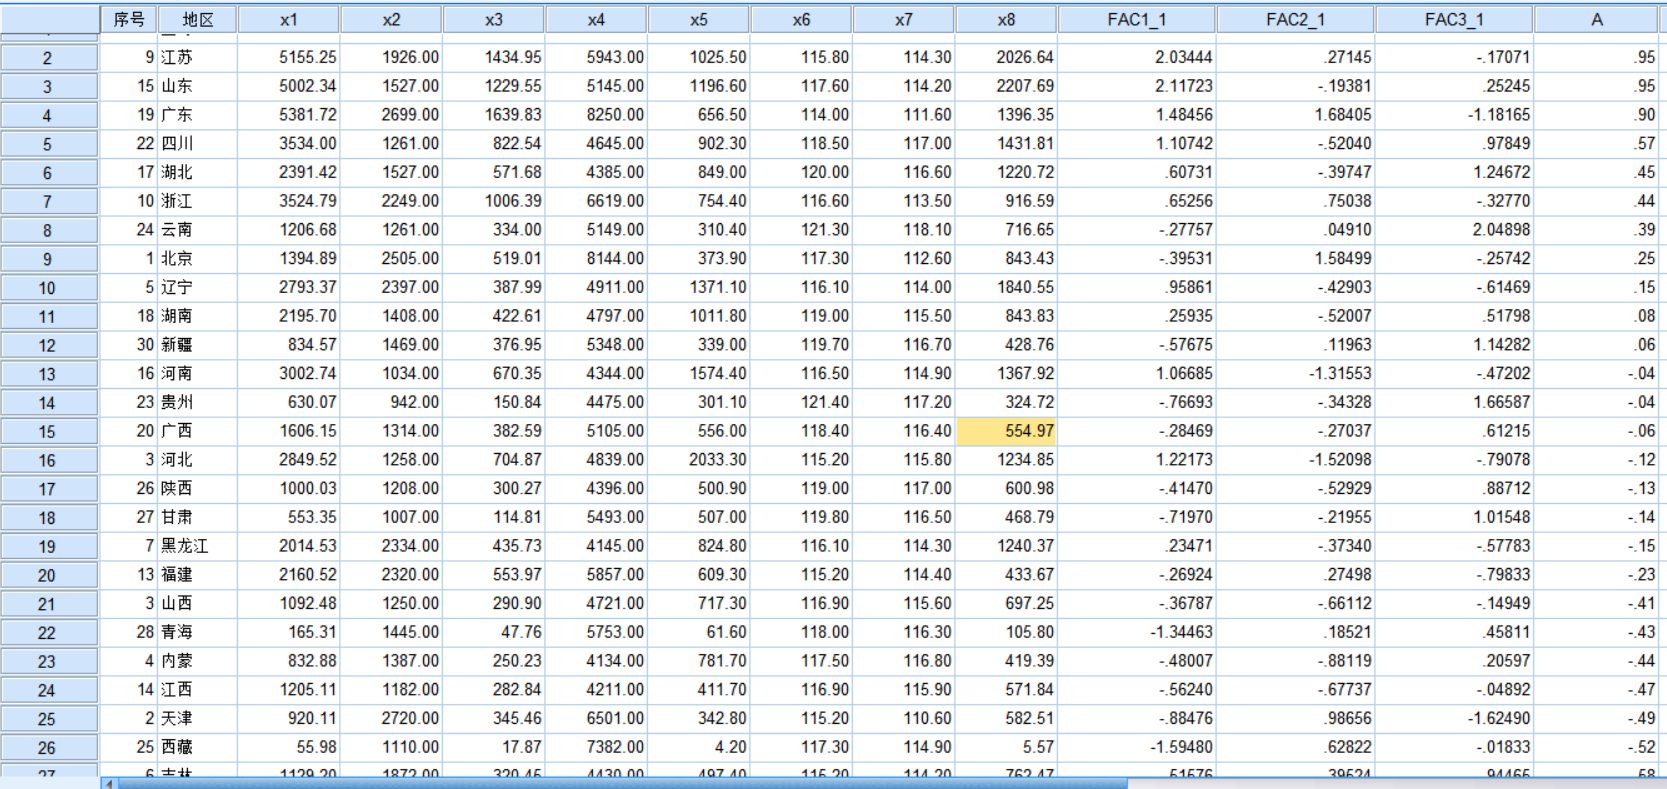 序号 地区 x1 x2 x3 x4 x5 x6 x7 x8 FAC1_1 FAC2_1 FAC3_1 A
2 9 江苏 5155.25 1926.00 1434.95 5943.00 1025.50 115.80 114.30 2026.64 2.03444 .27145 -.17071 .95
3 15 山东 5002.34 1527.00 1229.55 5145.00 1196.60 117.60 114.20 2207.69 2.11723 -.19381 .25245 .95
4 19 广东 5381.72 2699.00 1639.83 8250.00 656.50 114.00 111.60 1396.35 1.48456 1.68405 -1.18165 .90
5 22 四川 3534.00 1261.00 822.54 4645.00 902.30 118.50 117.00 1431.81 1.10742 -.52040 .97849 .57
6 17 湖北 2391.42 1527.00 571.68 4385.00 849.00 120.00 116.60 1220.72 .60731 -.39747 1.24672 .45
7 10 浙江 3524.79 2249.00 1006.39 6619.00 754.40 116.60 113.50 916.59 .65256 .75038 -.32770 .44
8 24 云南 1206.68 1261.00 334.00 5149.00 310.40 121.30 118.10 716.65 -.27757 .04910 2.04898 .39
9 1 北京 1394.89 2505.00 519.01 8144.00 373.90 117.30 112.60 843.43 -.39531 1.58499 -.25742 .25
10 5 辽宁 2793.37 2397.00 387.99 4911.00 1371.10 116.10 114.00 1840.55 .95861 -.42903 -.61469 .15
11 18 湖南 2195.70 1408.00 422.61 4797.00 1011.80 119.00 115.50 843.83 .25935 -.52007 .51798 .08
12 30 新疆 834.57 1469.00 376.95 5348.00 339.00 119.70 116.70 428.76 -.57675 .11963 1.14282 .06
13 16 河南 3002.74 1034.00 670.35 4344.00 1574.40 116.50 114.90 1367.92 1.06685 -1.31553 -.47202 -.04
14 23 贵州 630.07 942.00 150.84 4475.00 301.10 121.40 117.20 324.72 -.76693 -.34328 1.66587 -.04
15 20 广西 1606.15 1314.00 382.59 5105.00 556.00 118.40 116.40 554.97 -.28469 -.27037 .61215 -.06
16 3 河北 2849.52 1258.00 704.87 4839.00 2033.30 115.20 115.80 1234.85 1.22173 -1.52098 -.79078 -.12
17 26 陕西 1000.03 1208.00 300.27 4396.00 500.90 119.00 117.00 600.98 -.41470 -.52929 .88712 -.13
18 27 甘肃 553.35 1007.00 114.81 5493.00 507.00 119.80 116.50 468.79 -.71970 -.21955 1.01548 -.14
19 7 黑龙江 2014.53 2334.00 435.73 4145.00 824.80 116.10 114.30 1240.37 .23471 -.37340 -.57783 -.15
20 13 福建 2160.52 2320.00 553.97 5857.00 609.30 115.20 114.40 433.67 -.26924 .27498 -.79833 -.23
21 3 山西 1092.48 1250.00 290.90 4721.00 717.30 116.90 115.60 697.25 -.36787 -.66112 -.14949 -.41
22 28 青海 165.31 1445.00 47.76 5753.00 61.60 118.00 116.30 105.80 -1.34463 .18521 .45811 -.43
23 4 内蒙 832.88 1387.00 250.23 4134.00 781.70 117.50 116.80 419.39 -.48007 -.88119 .20597 -.44
24 14 江西 1205.11 1182.00 282.84 4211.00 411.70 116.90 115.90 571.84 -.56240 -.67737 -.04892 -.47
25 2 天津 920.11 2720.00 345.46 6501.00 342.80 115.20 110.60 582.51 -.88476 .98656 -1.62490 -.49
26 25 西藏 55.98 1110.00 17.87 7382.00 4.20 117.30 114.90 5.57 -1.59480 .62822 -.01833 -.52
27 6 吉林 1129.20 1872.00 320.45 4430.00 497.40 115.20 114.20 762.47